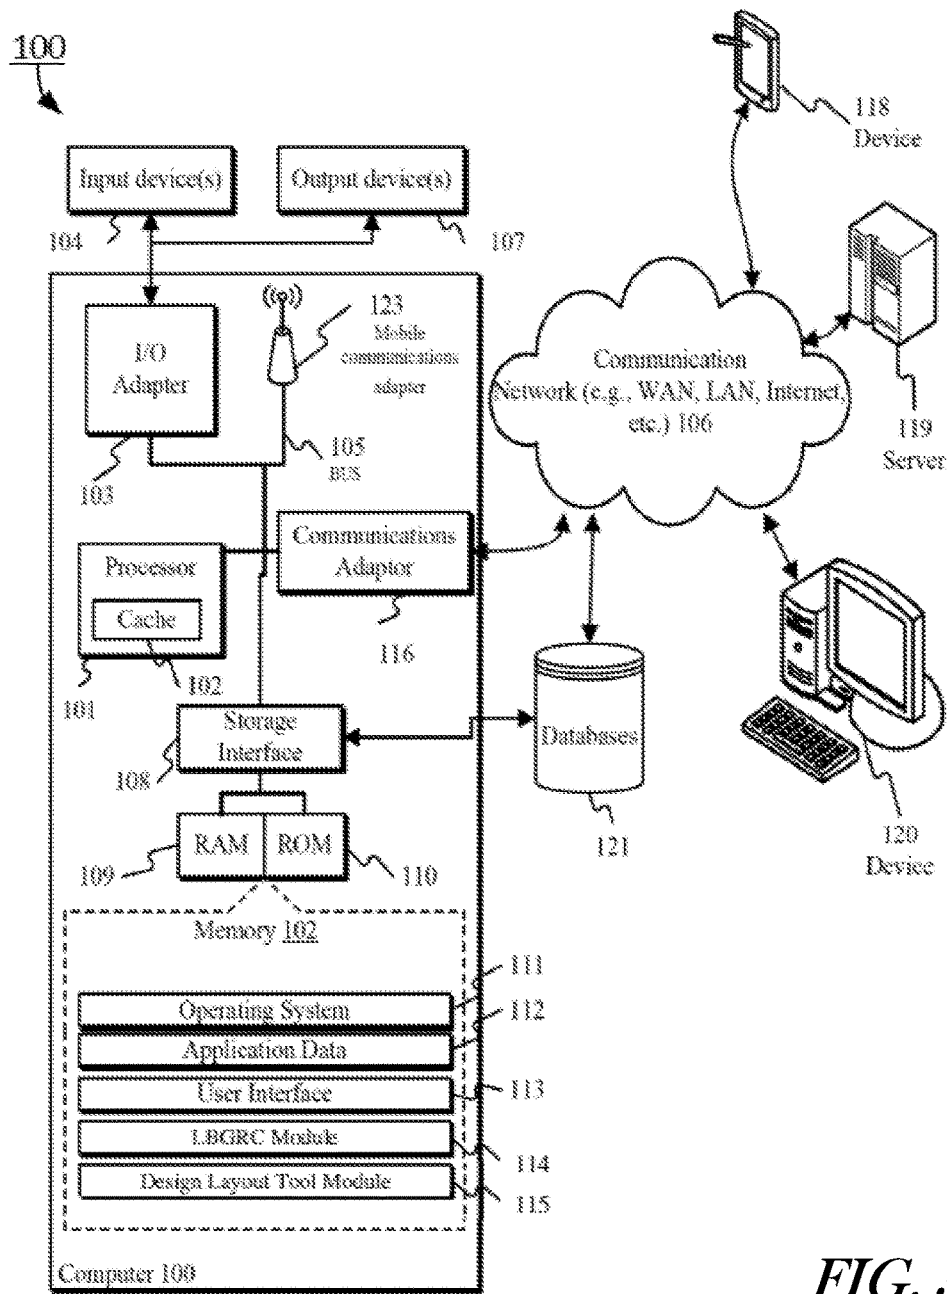 100
118
Device
Input device(s)
Output device(s)
104
107
123
Mobile
communications
adapter
I/O
Adapter
Communication
Network (e.g., WAN, LAN, Internet,
etc.) 106
119
Server
105
BUS
103
Communications
Adaptor
Processor
Cache
116
101
102
Storage
Interface
Databases
108
121
120
Device
RAM
ROM
109
110
Memory 102
111
Operating System
112
Application Data
User Interface
113
LBGRC Module
114
Design Layout Tool Module
115
Computer 100
FIG.